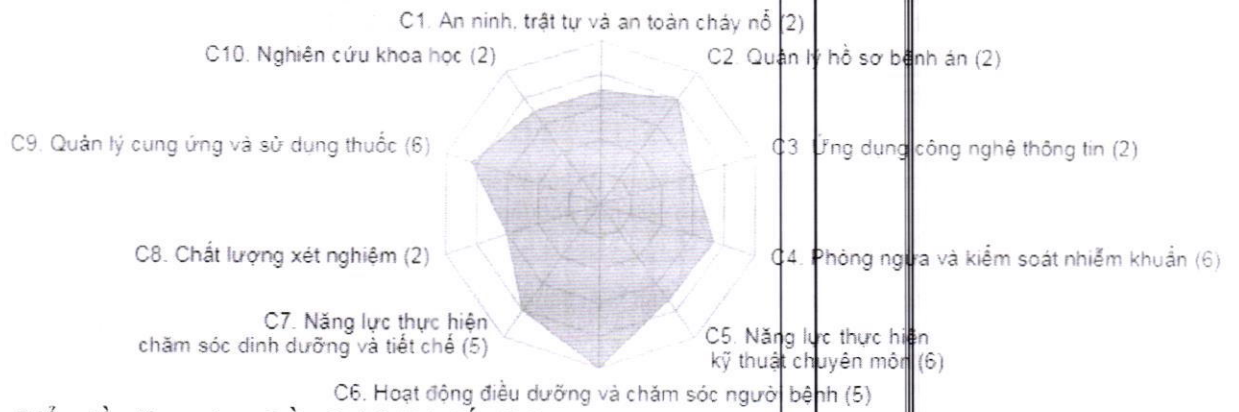 C1. An ninh, trật tự và an toàn cháy nổ (2)
C2. Quản lý hồ sơ bệnh án (2)
C3. Ứng dụng công nghệ thông tin (2)
C4. Phòng ngừa và kiểm soát nhiễm khuẩn (6)
C5. Năng lực thực hiện
kỹ thuật chuyên môn (6)
C6. Hoạt động điều dưỡng và chăm sóc người bệnh (5)
C7. Năng lực thực hiện
chăm sóc dinh dưỡng và tiết chế (5)
C8. Chất lượng xét nghiệm (2)
C9. Quản lý cung ứng và sử dụng thuốc (6)
C10. Nghiên cứu khoa học (2)